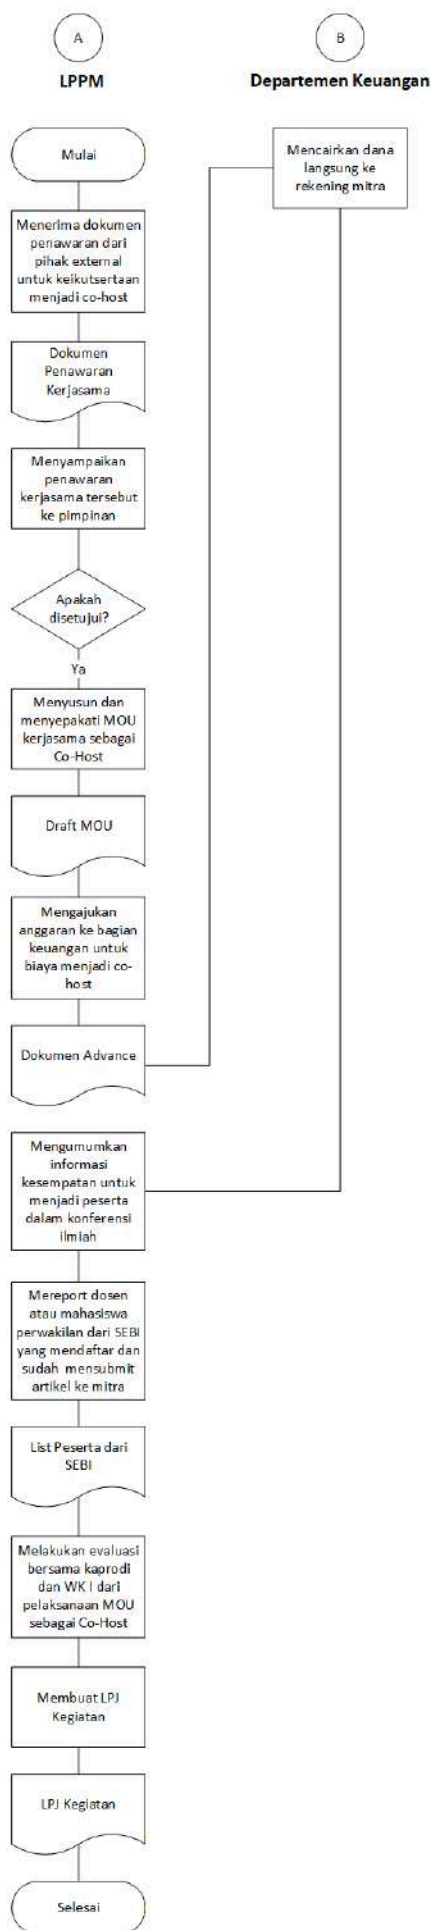 A
B
LPPM
Departemen Keuangan
Mulai
Mencairkan dana
langsung ke
rekening mitra
Menerima dokumen
penawaran dari
pihak external
untuk keikutsertaan
menjadi co-host
Dokumen
Penawaran
Kerjasama
Menyampaikan
penawaran
kerjasama tersebut
ke pimpinan
Apakah
disetujui?
Ya
Menyusun dan
menyepakati MOU
kerjasama sebagai
Co-Host
Draft MOU
Mengajukan
anggaran ke bagian
keuangan untuk
biaya menjadi co-
host
Dokumen Advance
Mengumumkan
informasi
kesempatan untuk
menjadi peserta
dalam konferensi
ilmiah
Mereport dosen
atau mahasiswa
perwakilan dari SEBI
yang mendaftar dan
sudah mensubmit
artikel ke mitra
List Peserta dari
SEBI
Melakukan evaluasi
bersama kaprodi
dan WK I dari
pelaksanaan MOU
sebagai Co-Host
Membuat LPJ
Kegiatan
LPJ Kegiatan
Selesai